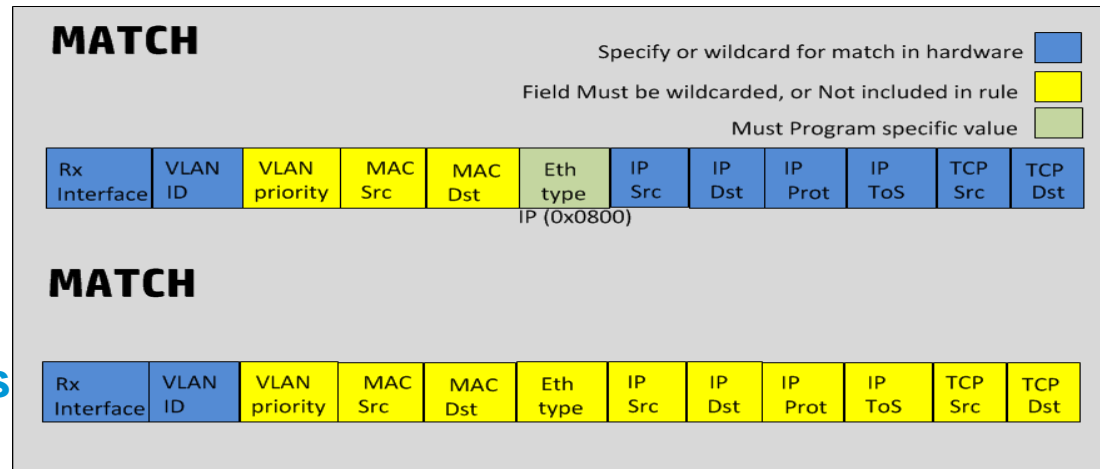 MATCH
Specify or wildcard for match in hardware
Field Must be wildcarded, or Not included in rule
Must Program specific value
Rx Interface VLAN ID VLAN priority MAC Src MAC Dst Eth type IP Src IP Dst IP Prot IP ToS TCP Src TCP Dst
IP (0x0800)
MATCH
s
Rx Interface VLAN ID VLAN priority MAC Src MAC Dst Eth type IP Src IP Dst IP Prot IP ToS TCP Src TCP Dst